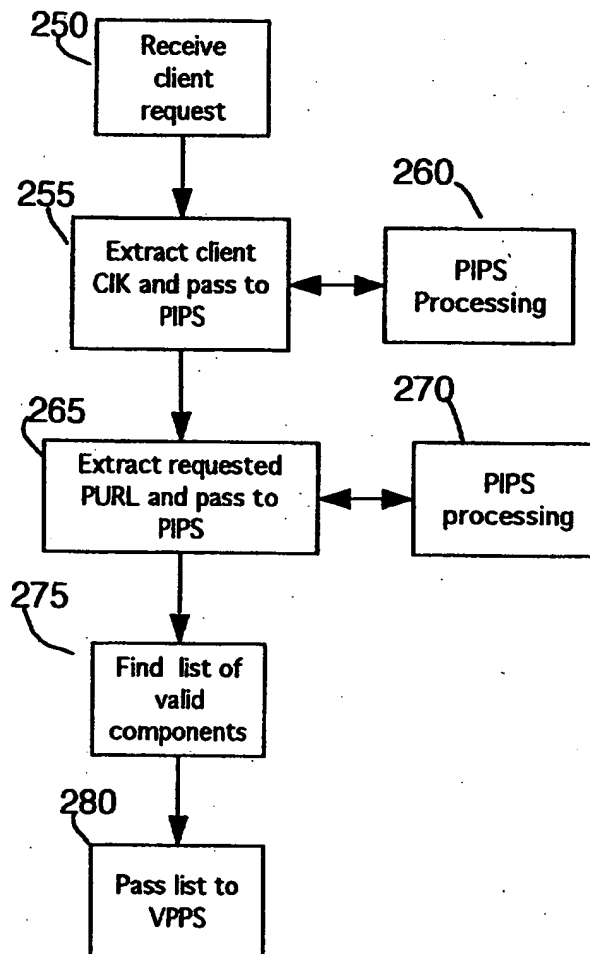 250
Receive
client
request
255
Extract client
CIK and pass to
PIPS
260
PIPS
Processing
265
Extract requested
PURL and pass to
PIPS
270
PIPS
processing
275
Find list of
valid
components
280
Pass list to
VPPS